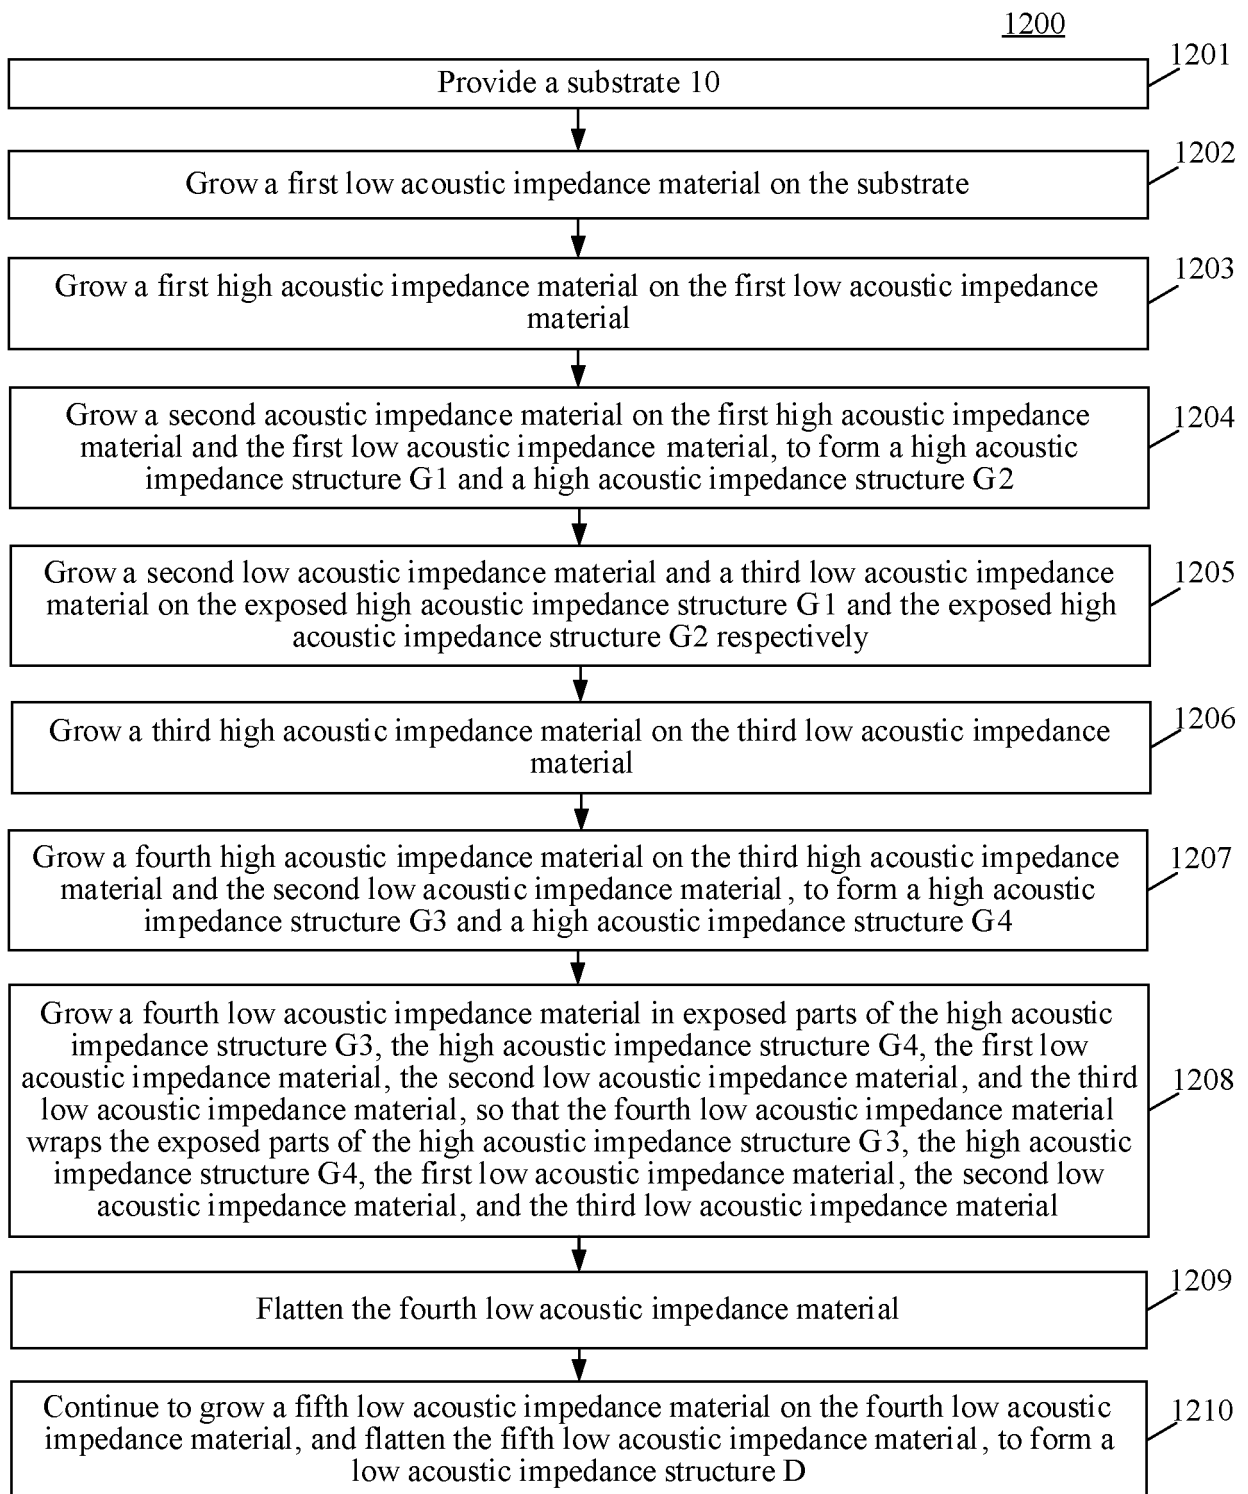 1200
1201
Provide a substrate 10
1202
Grow a first low acoustic impedance material on the substrate
1203
Grow a first high acoustic impedance material on the first low acoustic impedance
material
1204
Grow a second acoustic impedance material on the first high acoustic impedance
material and the first low acoustic impedance material, to form a high acoustic
impedance structure G1 and a high acoustic impedance structure G2
1205
Grow a second low acoustic impedance material and a third low acoustic impedance
material on the exposed high acoustic impedance structure G1 and the exposed high
acoustic impedance structure G2 respectively
1206
Grow a third high acoustic impedance material on the third low acoustic impedance
material
1207
Grow a fourth high acoustic impedance material on the third high acoustic impedance
material and the second low acoustic impedance material, to form a high acoustic
impedance structure G3 and a high acoustic impedance structure G4
1208
Grow a fourth low acoustic impedance material in exposed parts of the high acoustic
impedance structure G3, the high acoustic impedance structure G4, the first low
acoustic impedance material, the second low acoustic impedance material, and the third
low acoustic impedance material, so that the fourth low acoustic impedance material
wraps the exposed parts of the high acoustic impedance structure G3, the high acoustic
impedance structure G4, the first low acoustic impedance material, the second low
acoustic impedance material, and the third low acoustic impedance material
1209
Flatten the fourth low acoustic impedance material
1210
Continue to grow a fifth low acoustic impedance material on the fourth low acoustic
impedance material, and flatten the fifth low acoustic impedance material, to form a
low acoustic impedance structure D